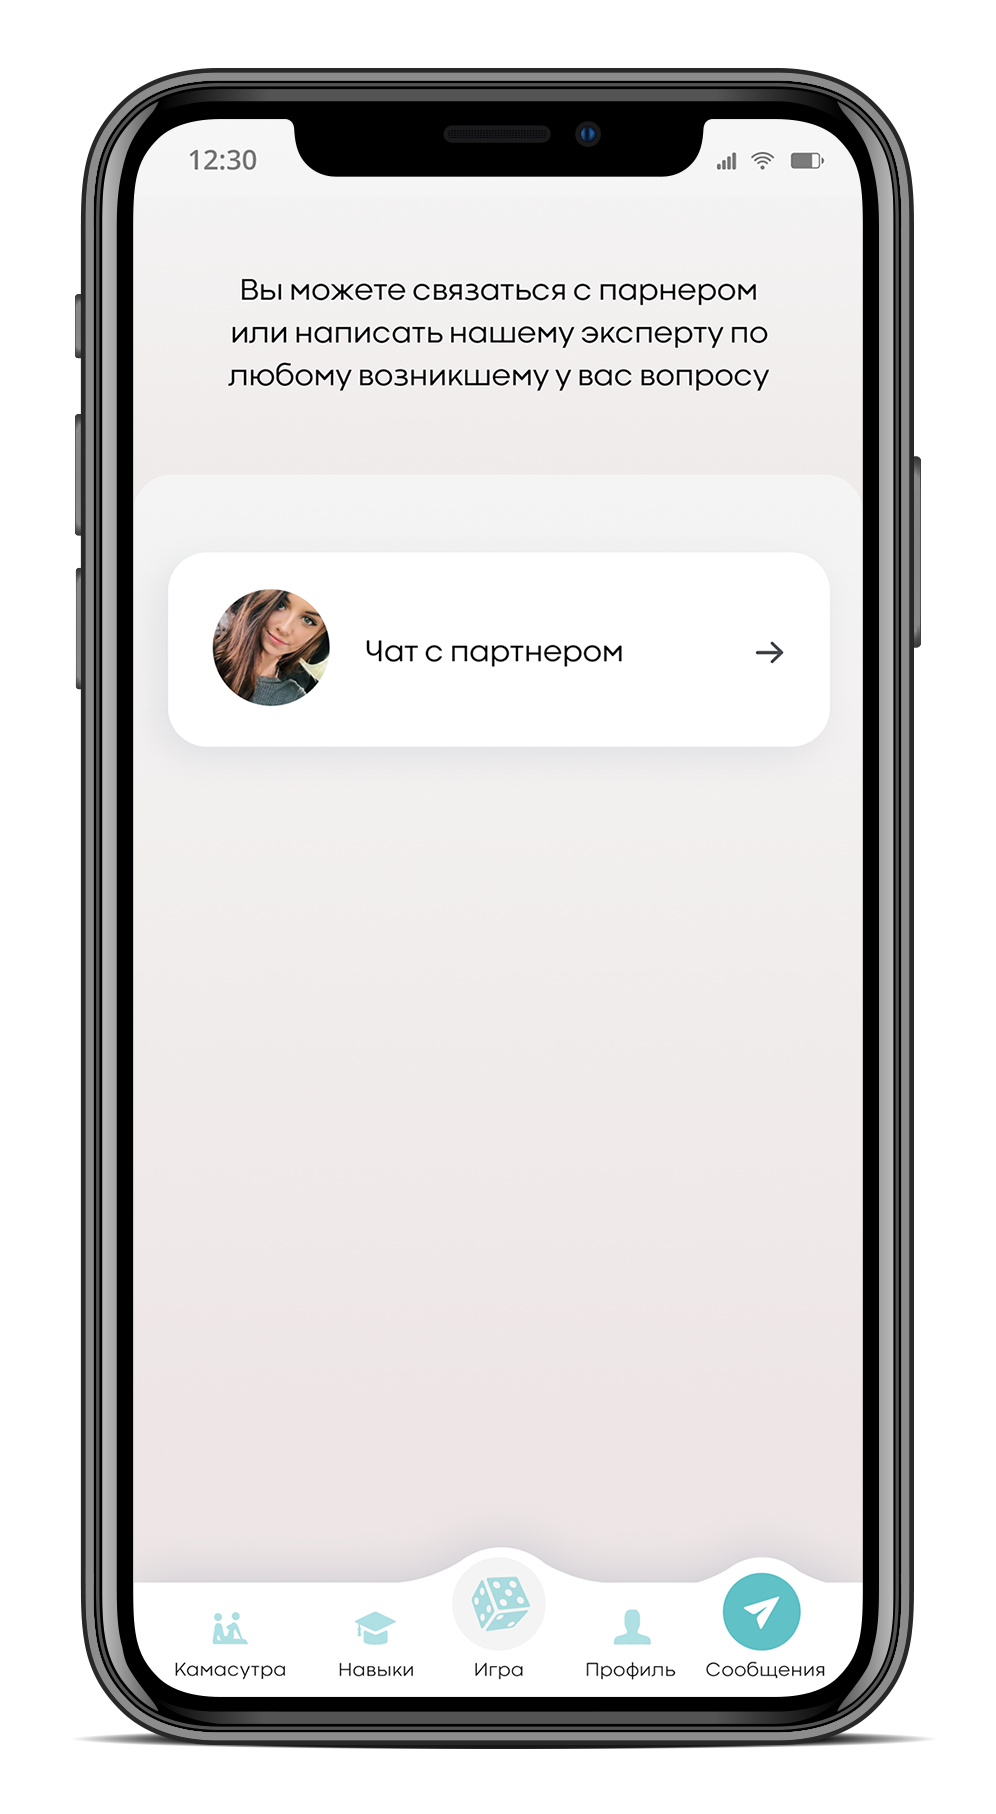 12:30
Вы можете связаться с парнером
или написать нашему эксперту по
любому возникшему у вас вопросу
Чат с партнером
Камасутра
Навыки
Игра
Профиль
Сообщения